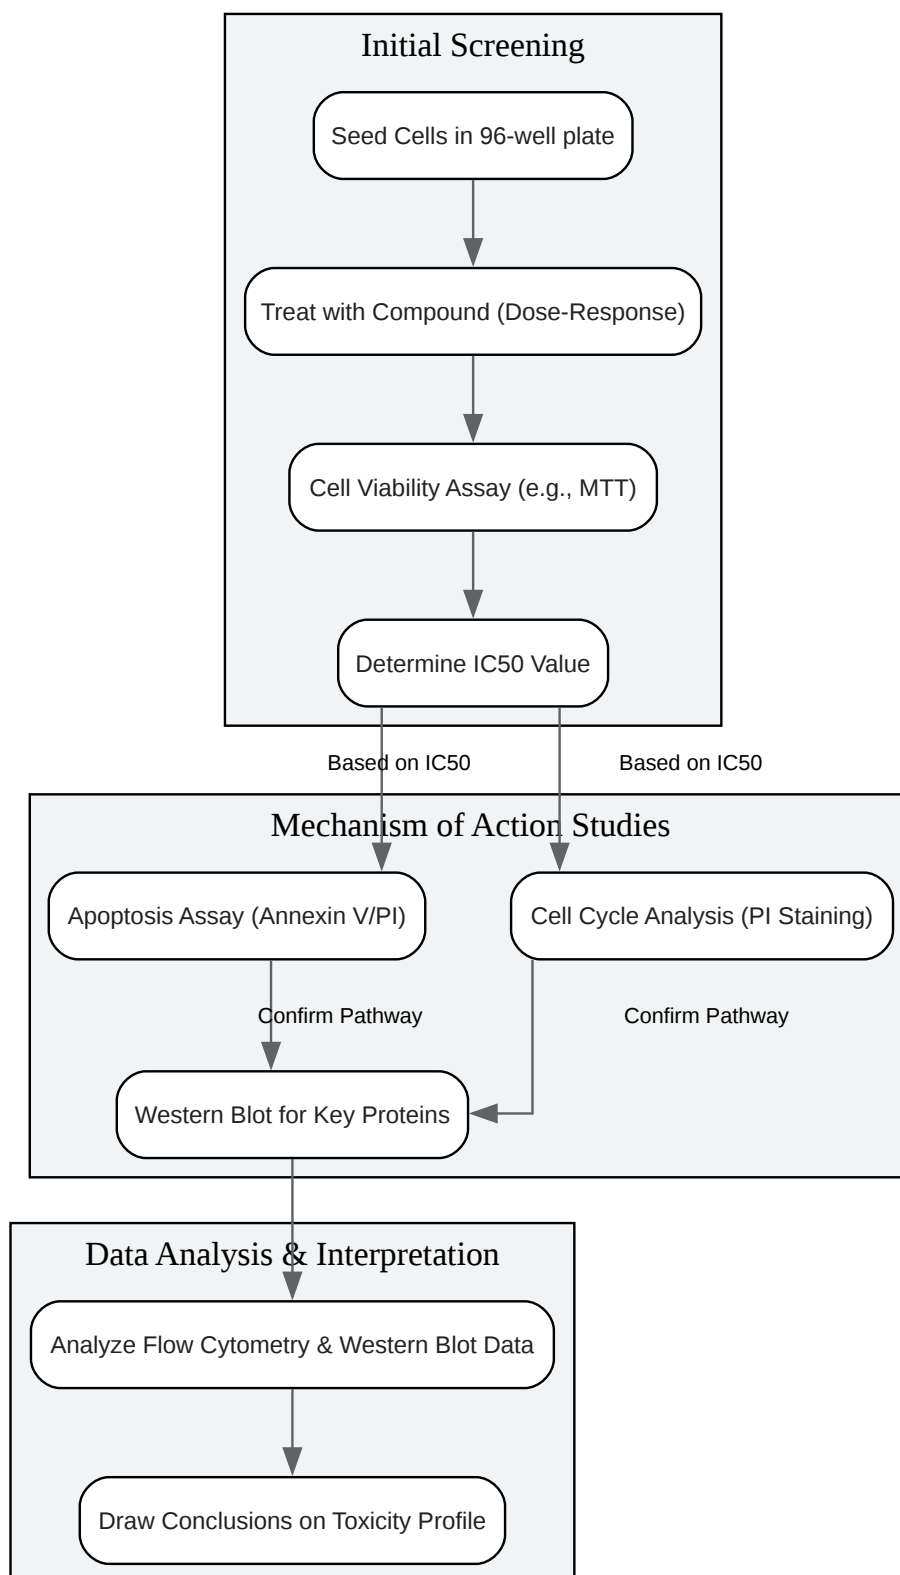 Initial Screening
Seed Cells in 96-well plate
Treat with Compound (Dose-Response)
Cell Viability Assay (e.g., MTT)
Determine IC50 Value
Based on IC50
Based on IC50
Mechanism of Action Studies
Apoptosis Assay (Annexin V/PI)
Cell Cycle Analysis (PI Staining)
Confirm Pathway
Confirm Pathway
Western Blot for Key Proteins
Data Analysis & Interpretation
Analyze Flow Cytometry & Western Blot Data
Draw Conclusions on Toxicity Profile